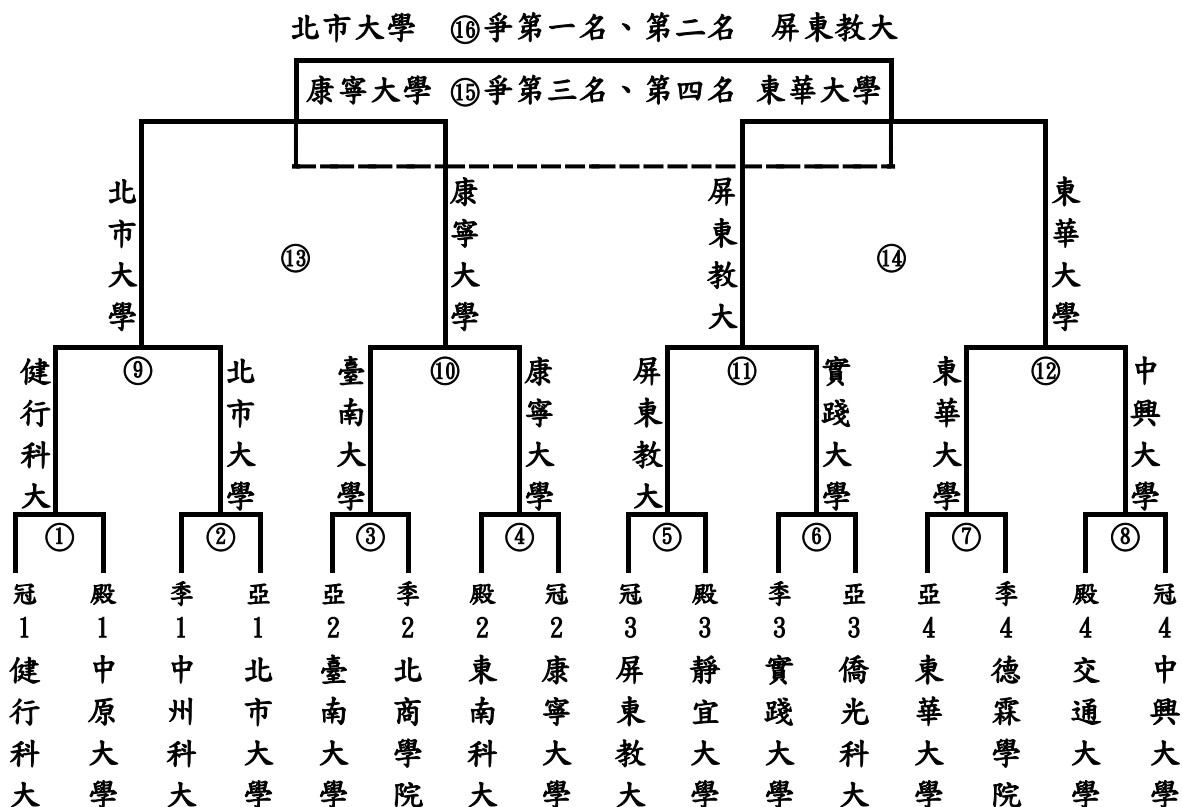 北市大學 ⑯爭第一名、第二名 屏東教大
康寧大學 ⑮爭第三名、第四名 東華大學
北市大學
康寧大學
屏東教大
東華大學
⑬
⑭
健行科大
⑨
北市大學
臺南大學
⑩
康寧大學
屏東教大
⑪
實踐大學
東華大學
⑫
中興大學
① ② ③ ④ ⑤ ⑥ ⑦ ⑧
冠1健行科大
殿1中原大學
季1中州科大
亞1北市大學
亞2臺南大學
季2北商學院
殿2東南科大
冠2康寧大學
冠3屏東教大
殿3靜宜大學
季3實踐大學
亞3僑光科大
亞4東華大學
季4德霖學院
殿4交通大學
冠4中興大學